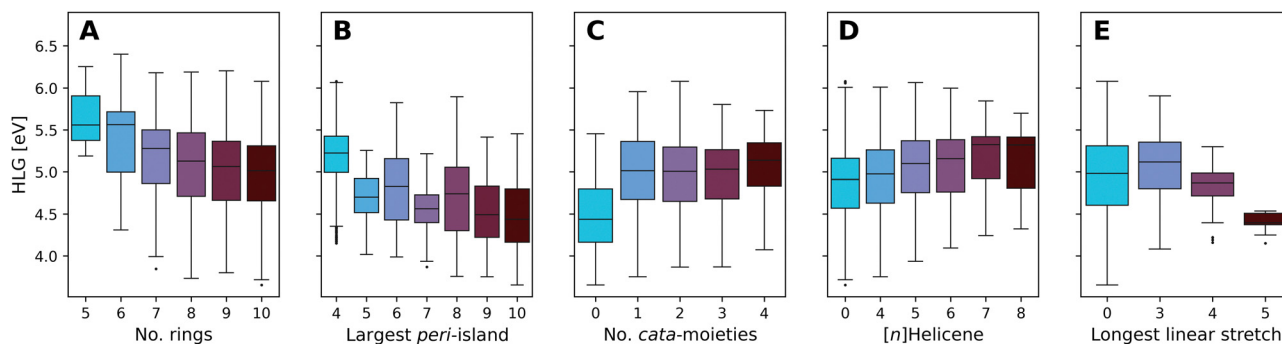 A B C D E
6.5
6.0
5.5
5.0
4.5
4.0
HLG [eV]
5 6 7 8 9 10
No. rings
4 5 6 7 8 9 10
Largest peri-island
0 1 2 3 4
No. cata-moieties
0 4 5 6 7 8
[n]Helicene
0 3 4 5
Longest linear stretch